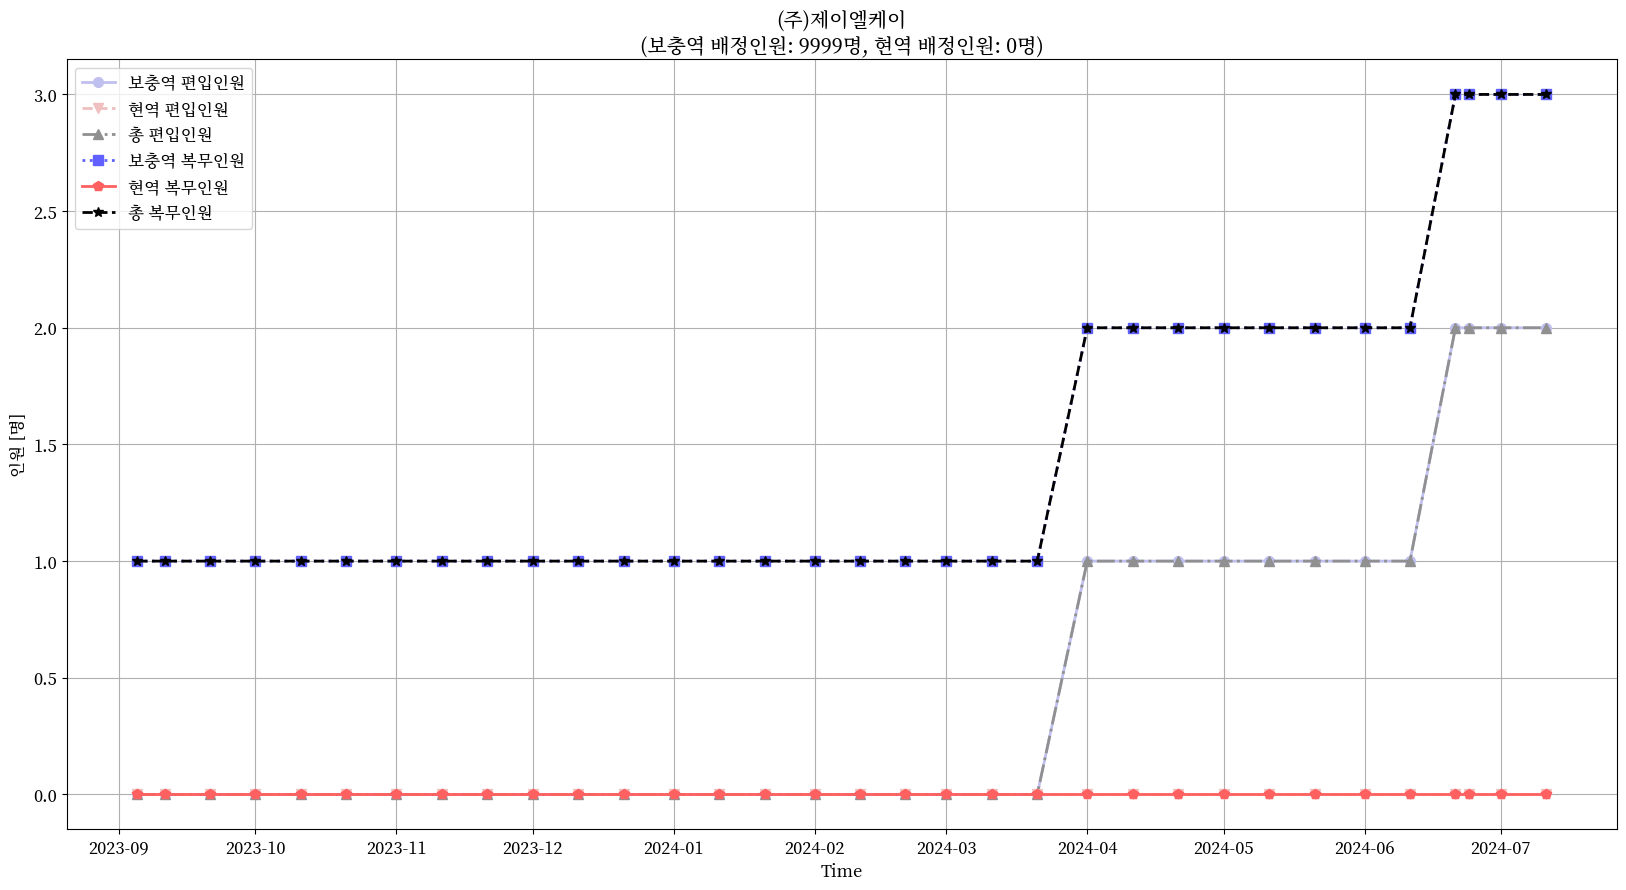 (주)제이엘케이
(보충역 배정인원: 9999명, 현역 배정인원: 0명)
보충역 편입인원
현역 편입인원
총 편입인원
보충역 복무인원
현역 복무인원
총 복무인원
인원 [명]
3.0
2.5
2.0
1.5
1.0
0.5
0.0
2023-09 2023-10 2023-11 2023-12 2024-01 2024-02 2024-03 2024-04 2024-05 2024-06 2024-07
Time